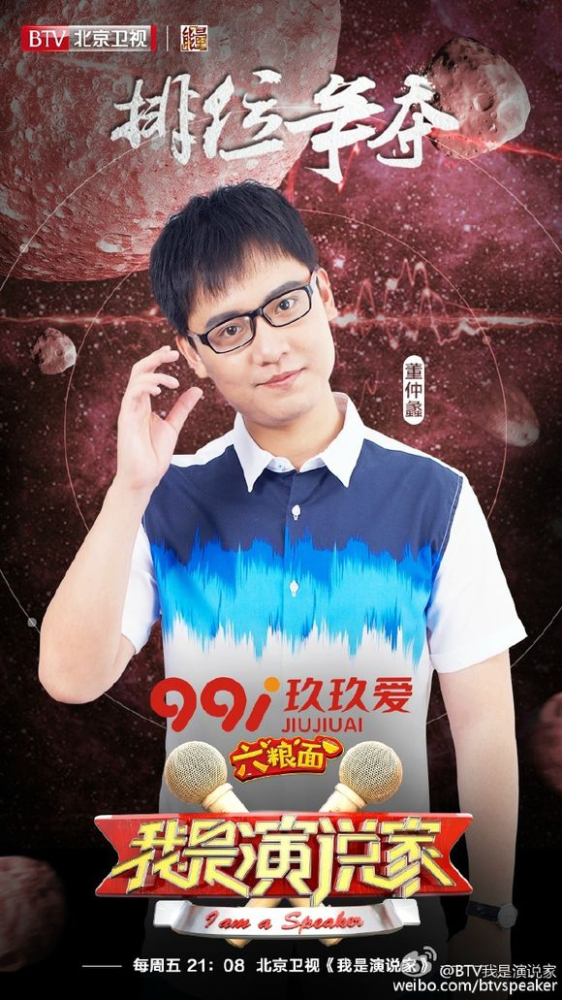 BTV 北京卫视
排位争夺
董仲蠡
99i 玖玖爱
JIUJIUAI
六粮面
我是演说家
I am a Speaker
每周五 21：08 北京卫视《我是演说家》
@BTV我是演说家
weibo.com/btvspeaker